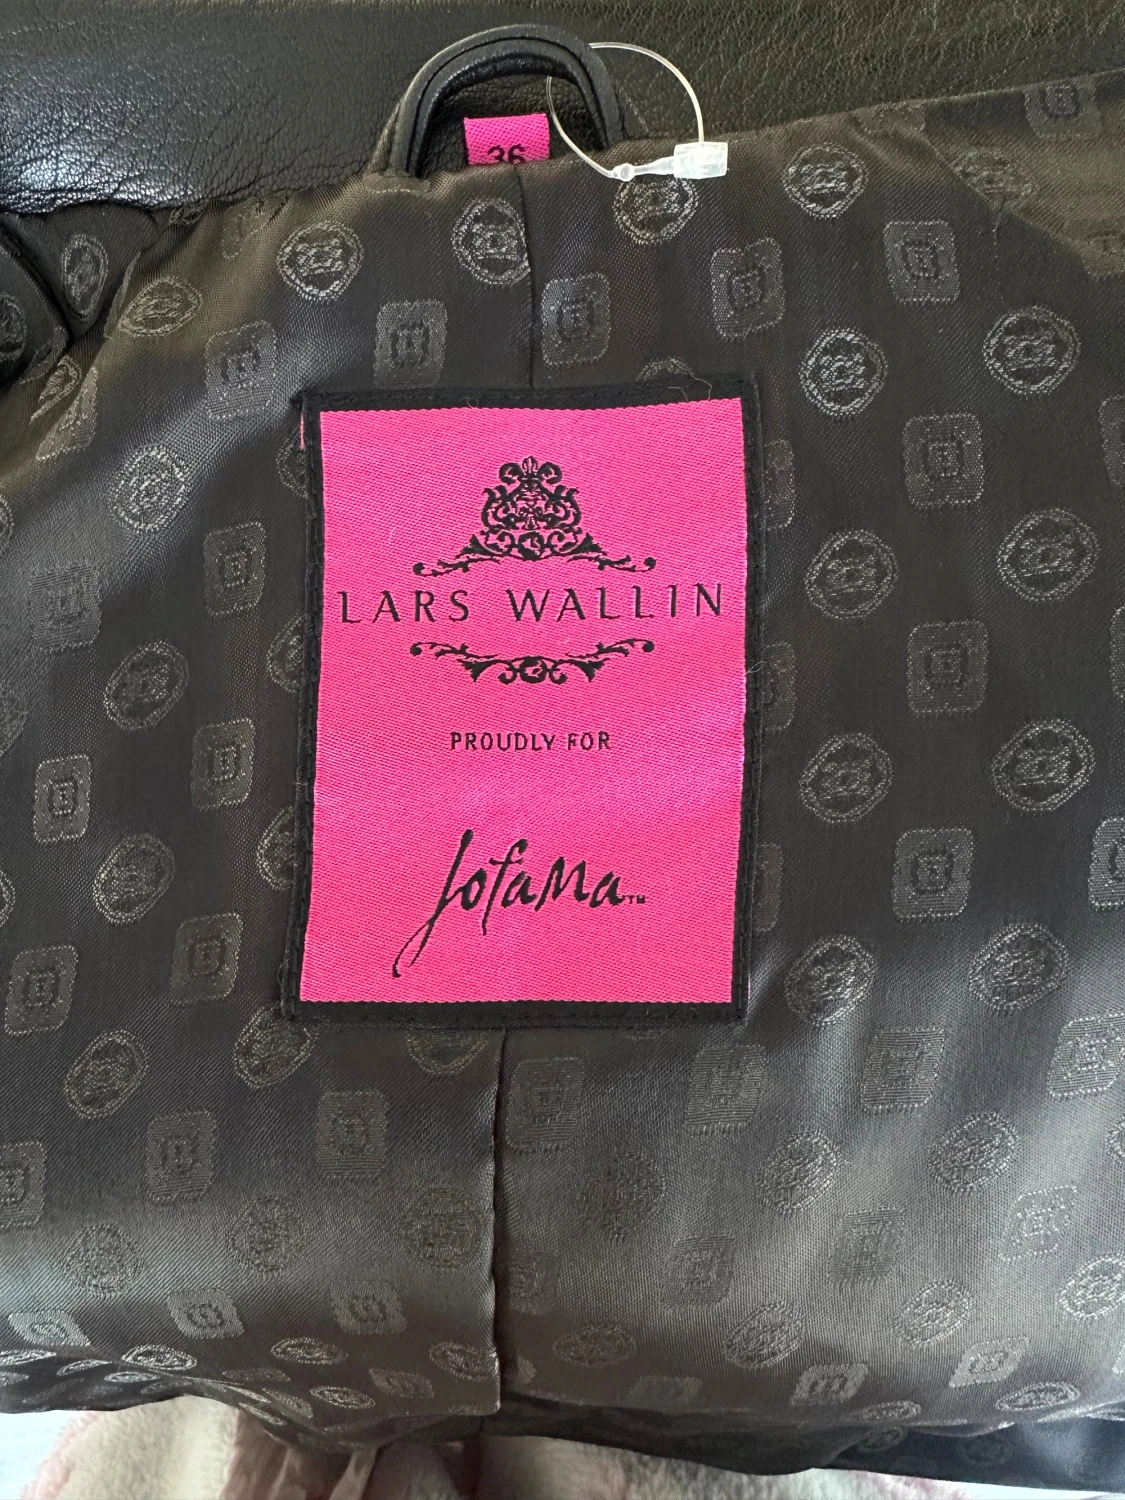 36
LARS WALLIN
PROUDLY FOR
Jofama™